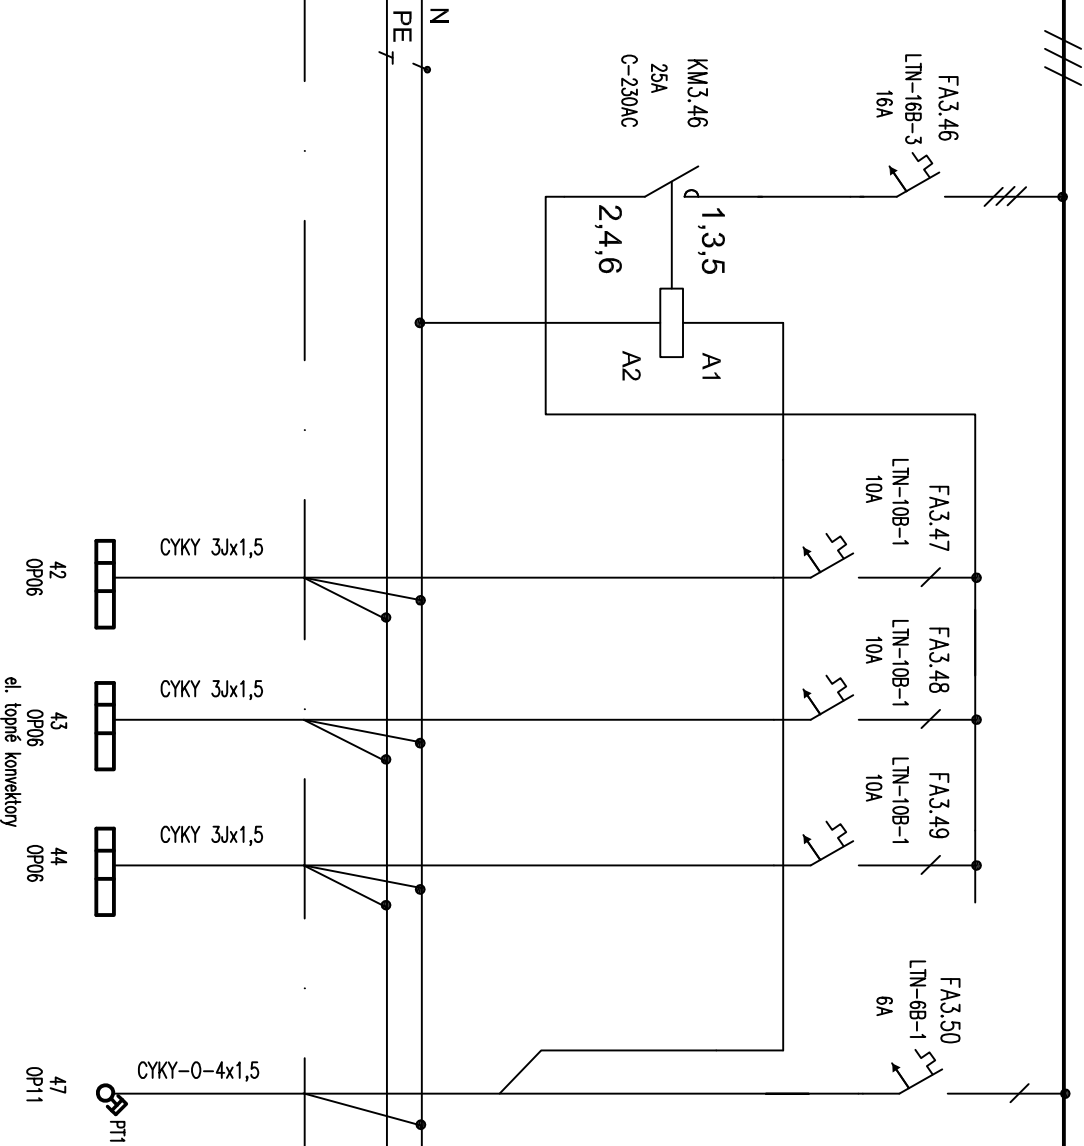 N
PE
FA3.46
LTN-16B-3
16A
KM3.46
25A
C-230AC
1,3,5
2,4,6
A1
A2
FA3.47
LTN-10B-1
10A
FA3.48
LTN-10B-1
10A
FA3.49
LTN-10B-1
10A
FA3.50
LTN-6B-1
6A
CYKY 3Jx1,5
CYKY 3Jx1,5
CYKY 3Jx1,5
CYKY-O-4x1,5
42
OP06
43
OP06
44
OP06
47
OP11
PT1
el. topné konvektory